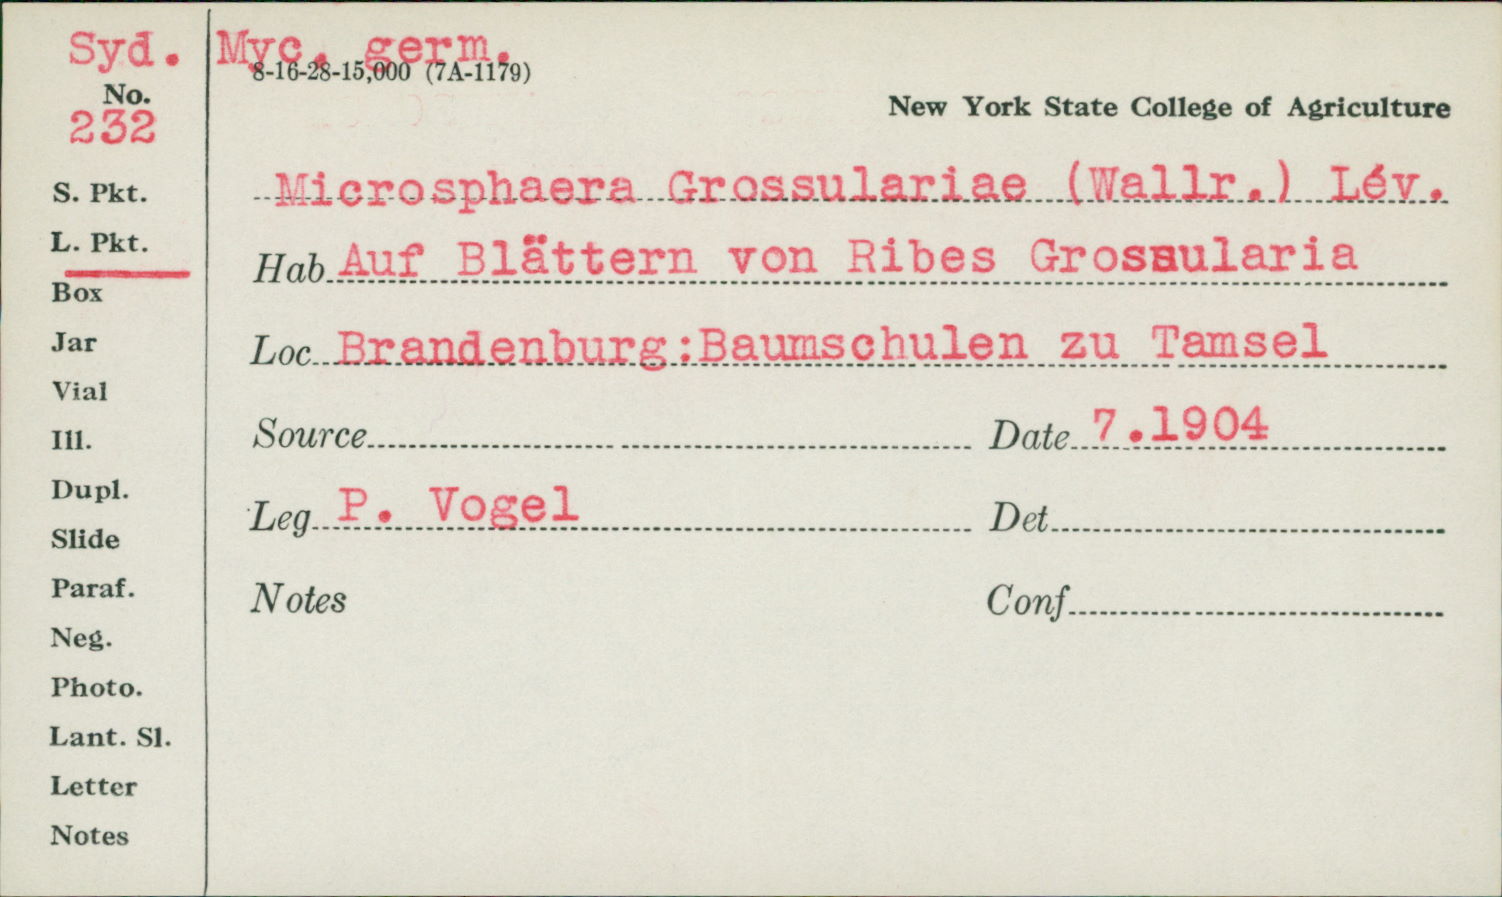 Syd. Myc. germ.
8-16-28-15,000 (7A-1179)
No.
232
New York State College of Agriculture
S. Pkt.
Microsphaera Grossulariae (Wallr.) Lév.
L. Pkt.
Hab Auf Blättern von Ribes Grossularia
Box
Jar
Loc Brandenburg:Baumschulen zu Tamsel
Vial
Ill.
Source Date 7.1904
Dupl.
Leg P. Vogel Det
Slide
Paraf.
Notes Conf
Neg.
Photo.
Lant. Sl.
Letter
Notes